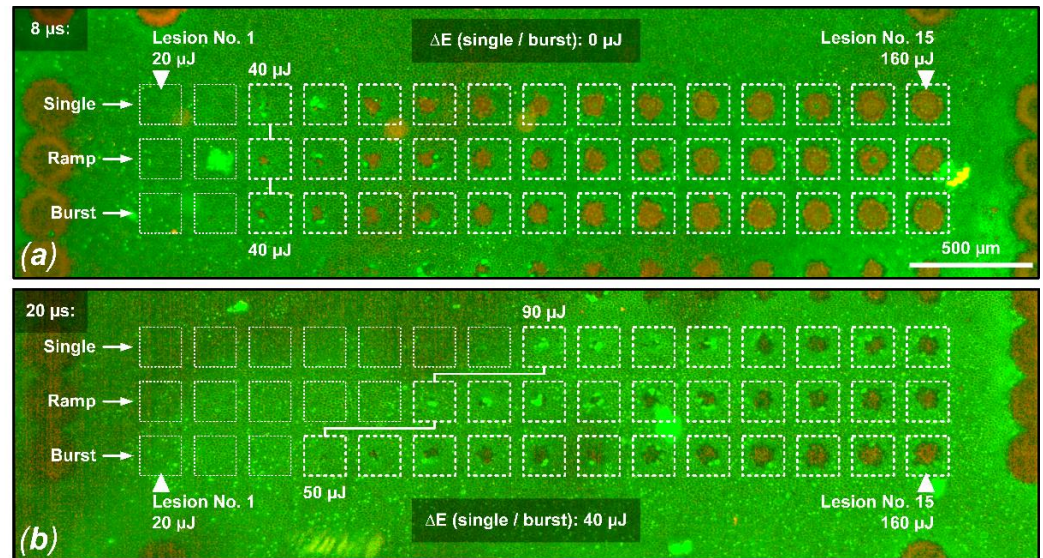 8 µs:
Lesion No. 1
20 µJ
ΔE (single / burst): 0 µJ
Lesion No. 15
160 µJ
40 µJ
Single
Ramp
Burst
40 µJ
(a)
500 µm
20 µs:
90 µJ
Single
Ramp
Burst
50 µJ
Lesion No. 1
20 µJ
ΔE (single / burst): 40 µJ
Lesion No. 15
160 µJ
(b)